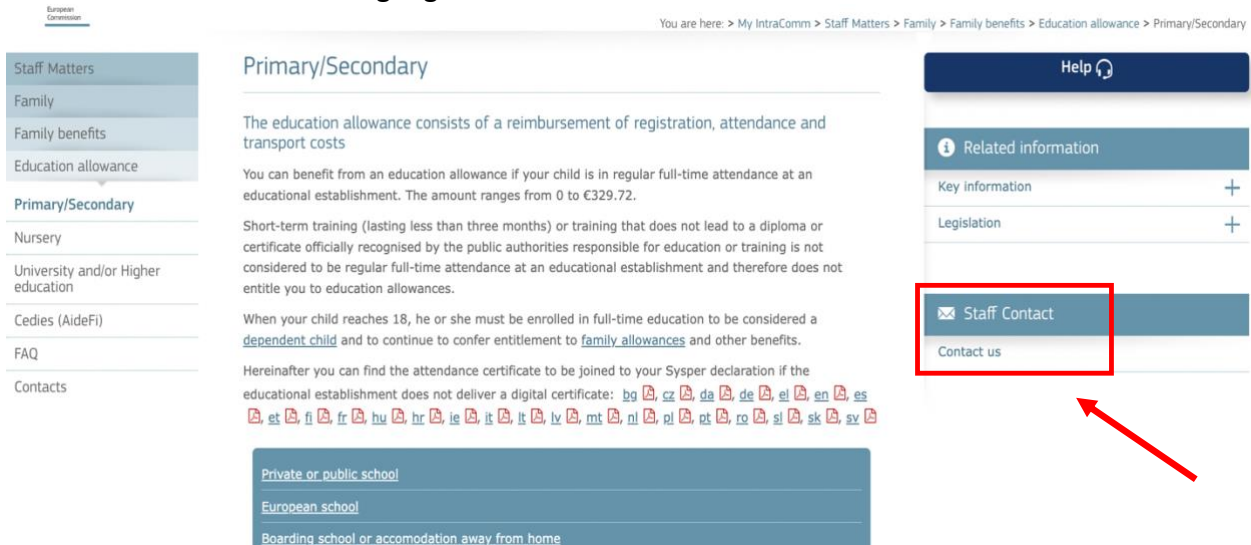 European
Commission
You are here: > My IntraComm > Staff Matters > Family > Family benefits > Education allowance > Primary/Secondary
Staff Matters
Family
Family benefits
Education allowance
Primary/Secondary
Nursery
University and/or Higher
education
Cedies (AideFi)
FAQ
Contacts
Primary/Secondary
The education allowance consists of a reimbursement of registration, attendance and
transport costs
You can benefit from an education allowance if your child is in regular full-time attendance at an
educational establishment. The amount ranges from 0 to €329.72.
Short-term training (lasting less than three months) or training that does not lead to a diploma or
certificate officially recognised by the public authorities responsible for education or training is not
considered to be regular full-time attendance at an educational establishment and therefore does not
entitle you to education allowances.
When your child reaches 18, he or she must be enrolled in full-time education to be considered a
dependent child and to continue to confer entitlement to family allowances and other benefits.
Hereinafter you can find the attendance certificate to be joined to your Sysper declaration if the
educational establishment does not deliver a digital certificate: bg, cz, da, de, el, en, es
, et, fi, fr, hu, hr, ie, it, lt, lv, mt, nl, pl, pt, ro, sl, sk, sv
Private or public school
European school
Boarding school or accomodation away from home
Help
Related information
Key information
Legislation
Staff Contact
Contact us